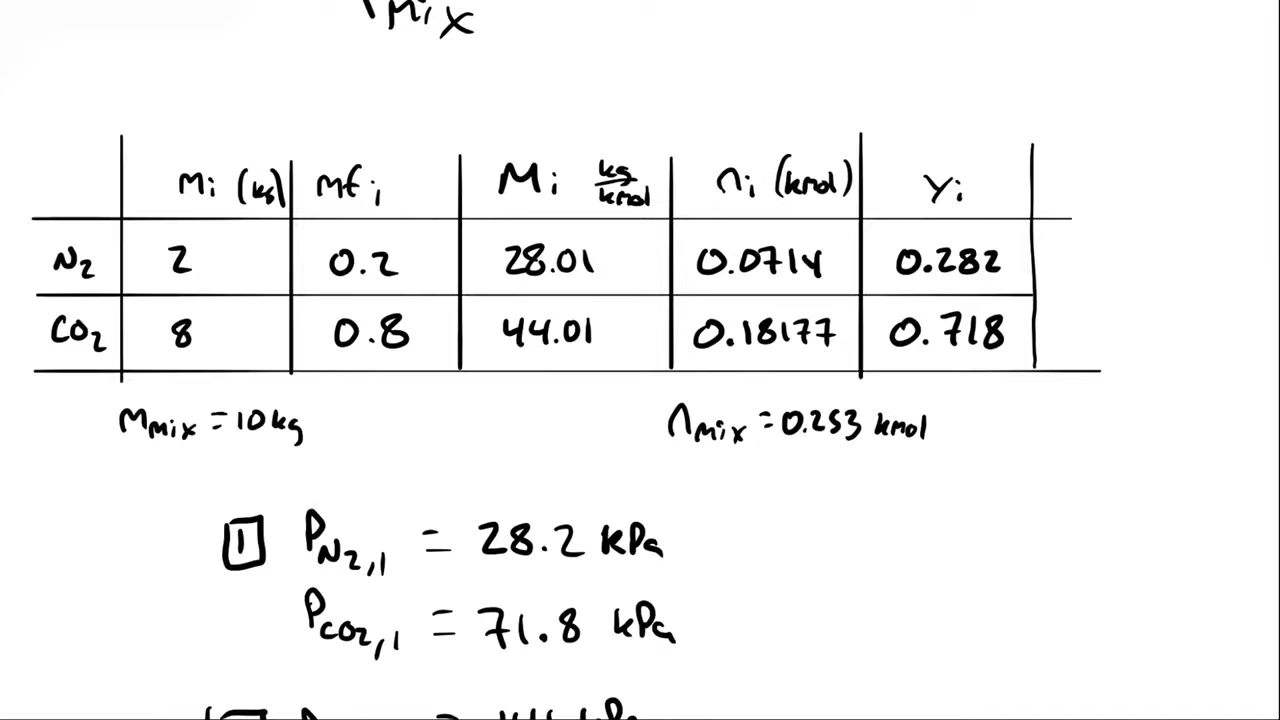 Mix
mi (kg) mfi Mi kg/kmol ni (kmol) yi
N2 2 0.2 28.01 0.0714 0.282
CO2 8 0.8 44.01 0.18177 0.718
mmix = 10 kg nmix = 0.253 kmol
1 PN2,1 = 28.2 kPa
PCO2,1 = 71.8 kPa